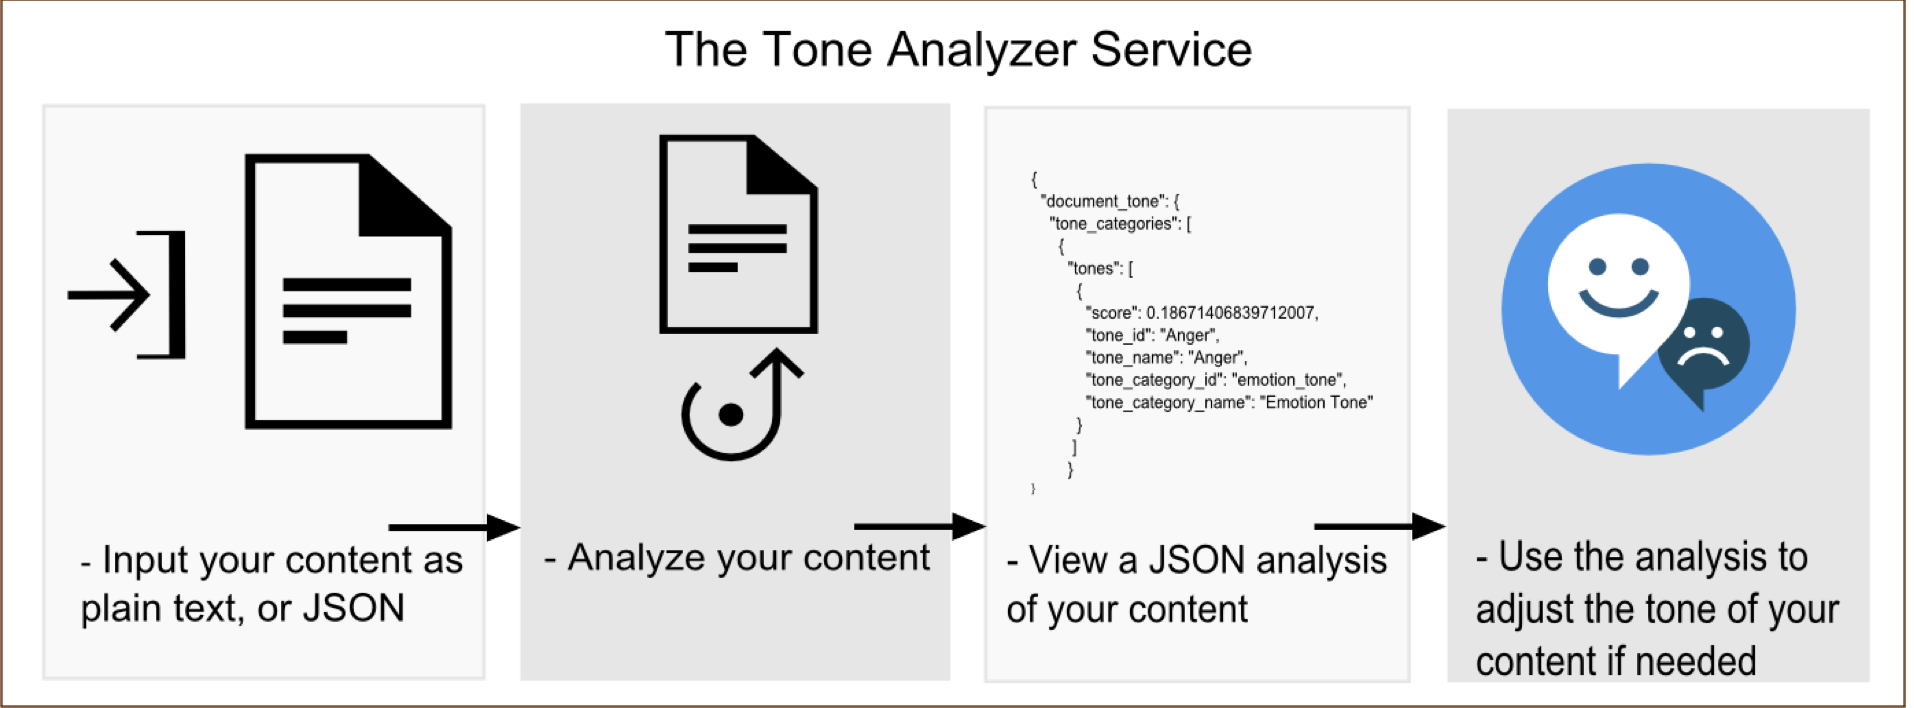 The Tone Analyzer Service
- Input your content as
plain text, or JSON
- Analyze your content
{
"document_tone": {
"tone_categories": [
{
"tones": [
{
"score": 0.18671406839712007,
"tone_id": "Anger",
"tone_name": "Anger",
"tone_category_id": "emotion_tone",
"tone_category_name": "Emotion Tone"
}
]
}
}
- View a JSON analysis
of your content
- Use the analysis to
adjust the tone of your
content if needed